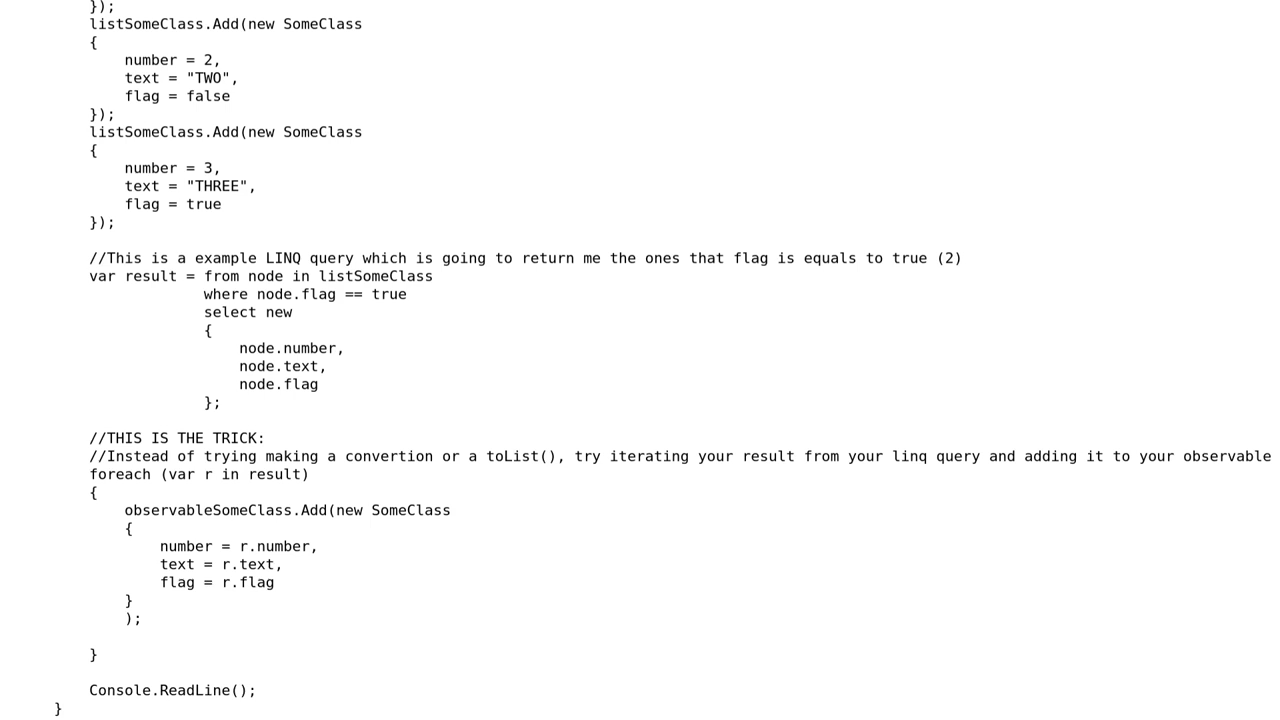 });
listSomeClass.Add(new SomeClass
{
number = 2,
text = "TWO",
flag = false
});
listSomeClass.Add(new SomeClass
{
number = 3,
text = "THREE",
flag = true
});
//This is a example LINQ query which is going to return me the ones that flag is equals to true (2)
var result = from node in listSomeClass
where node.flag == true
select new
{
node.number,
node.text,
node.flag
};
//THIS IS THE TRICK:
//Instead of trying making a convertion or a toList(), try iterating your result from your linq query and adding it to your observable
foreach (var r in result)
{
observableSomeClass.Add(new SomeClass
{
number = r.number,
text = r.text,
flag = r.flag
}
);
}
Console.ReadLine();
}